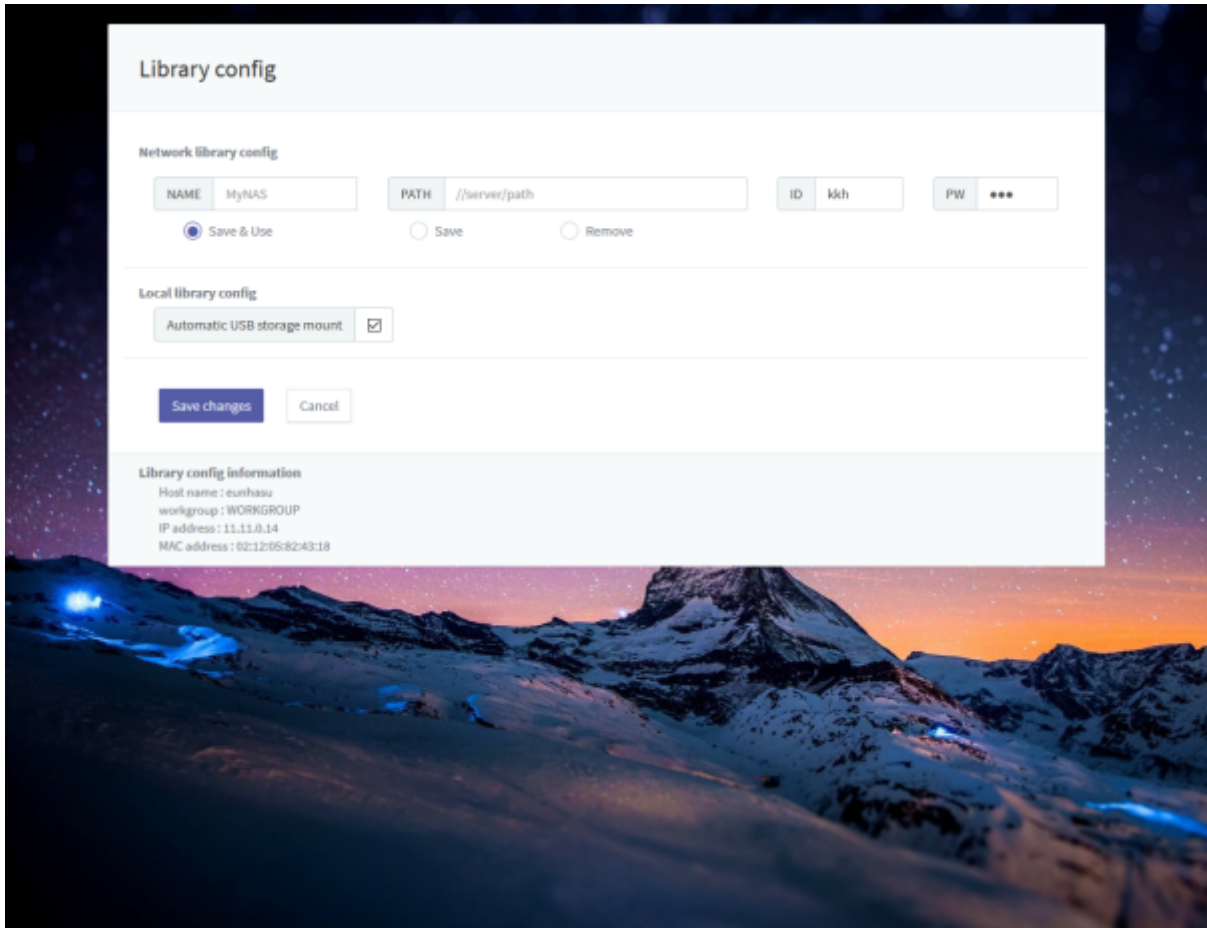 Library config
Network library config
NAME MyNAS PATH //server/path ID kkh PW •••
Save & Use Save Remove
Local library config
Automatic USB storage mount
Save changes Cancel
Library config information
Host name : eunhasu
workgroup : WORKGROUP
IP address : 11.11.0.14
MAC address : 02:12:05:82:43:18